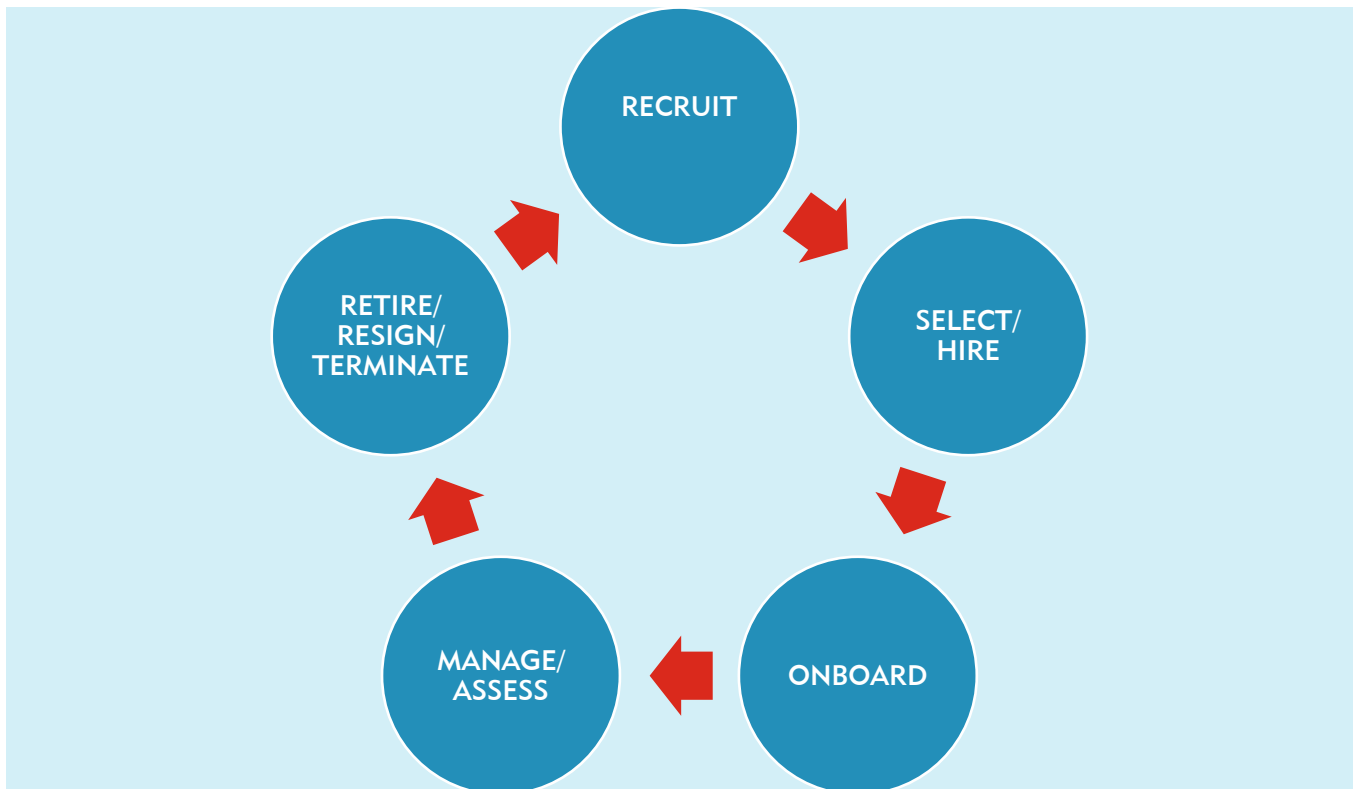 RECRUIT
SELECT/
HIRE
ONBOARD
MANAGE/
ASSESS
RETIRE/
RESIGN/
TERMINATE